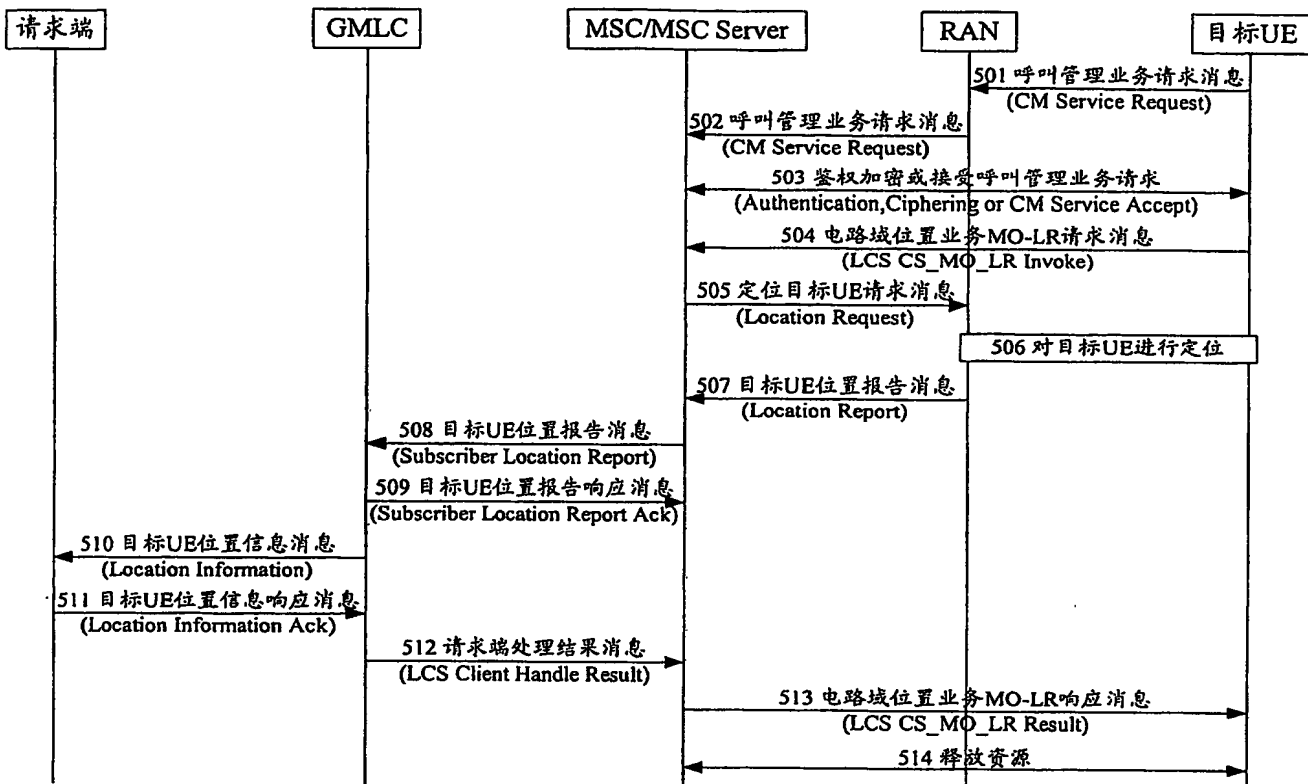 请求端
GMLC
MSC/MSC Server
RAN
目标UE
501 呼叫管理业务请求消息
(CM Service Request)
502 呼叫管理业务请求消息
(CM Service Request)
503 鉴权加密或接受呼叫管理业务请求
(Authentication,Ciphering or CM Service Accept)
504 电路域位置业务MO-LR请求消息
(LCS CS_MO_LR Invoke)
505 定位目标UE请求消息
(Location Request)
506 对目标UE进行定位
507 目标UE位置报告消息
(Location Report)
508 目标UE位置报告消息
(Subscriber Location Report)
509 目标UE位置报告响应消息
(Subscriber Location Report Ack)
510 目标UE位置信息消息
(Location Information)
511 目标UE位置信息响应消息
(Location Information Ack)
512 请求端处理结果消息
(LCS Client Handle Result)
513 电路域位置业务MO-LR响应消息
(LCS CS_MO_LR Result)
514 释放资源